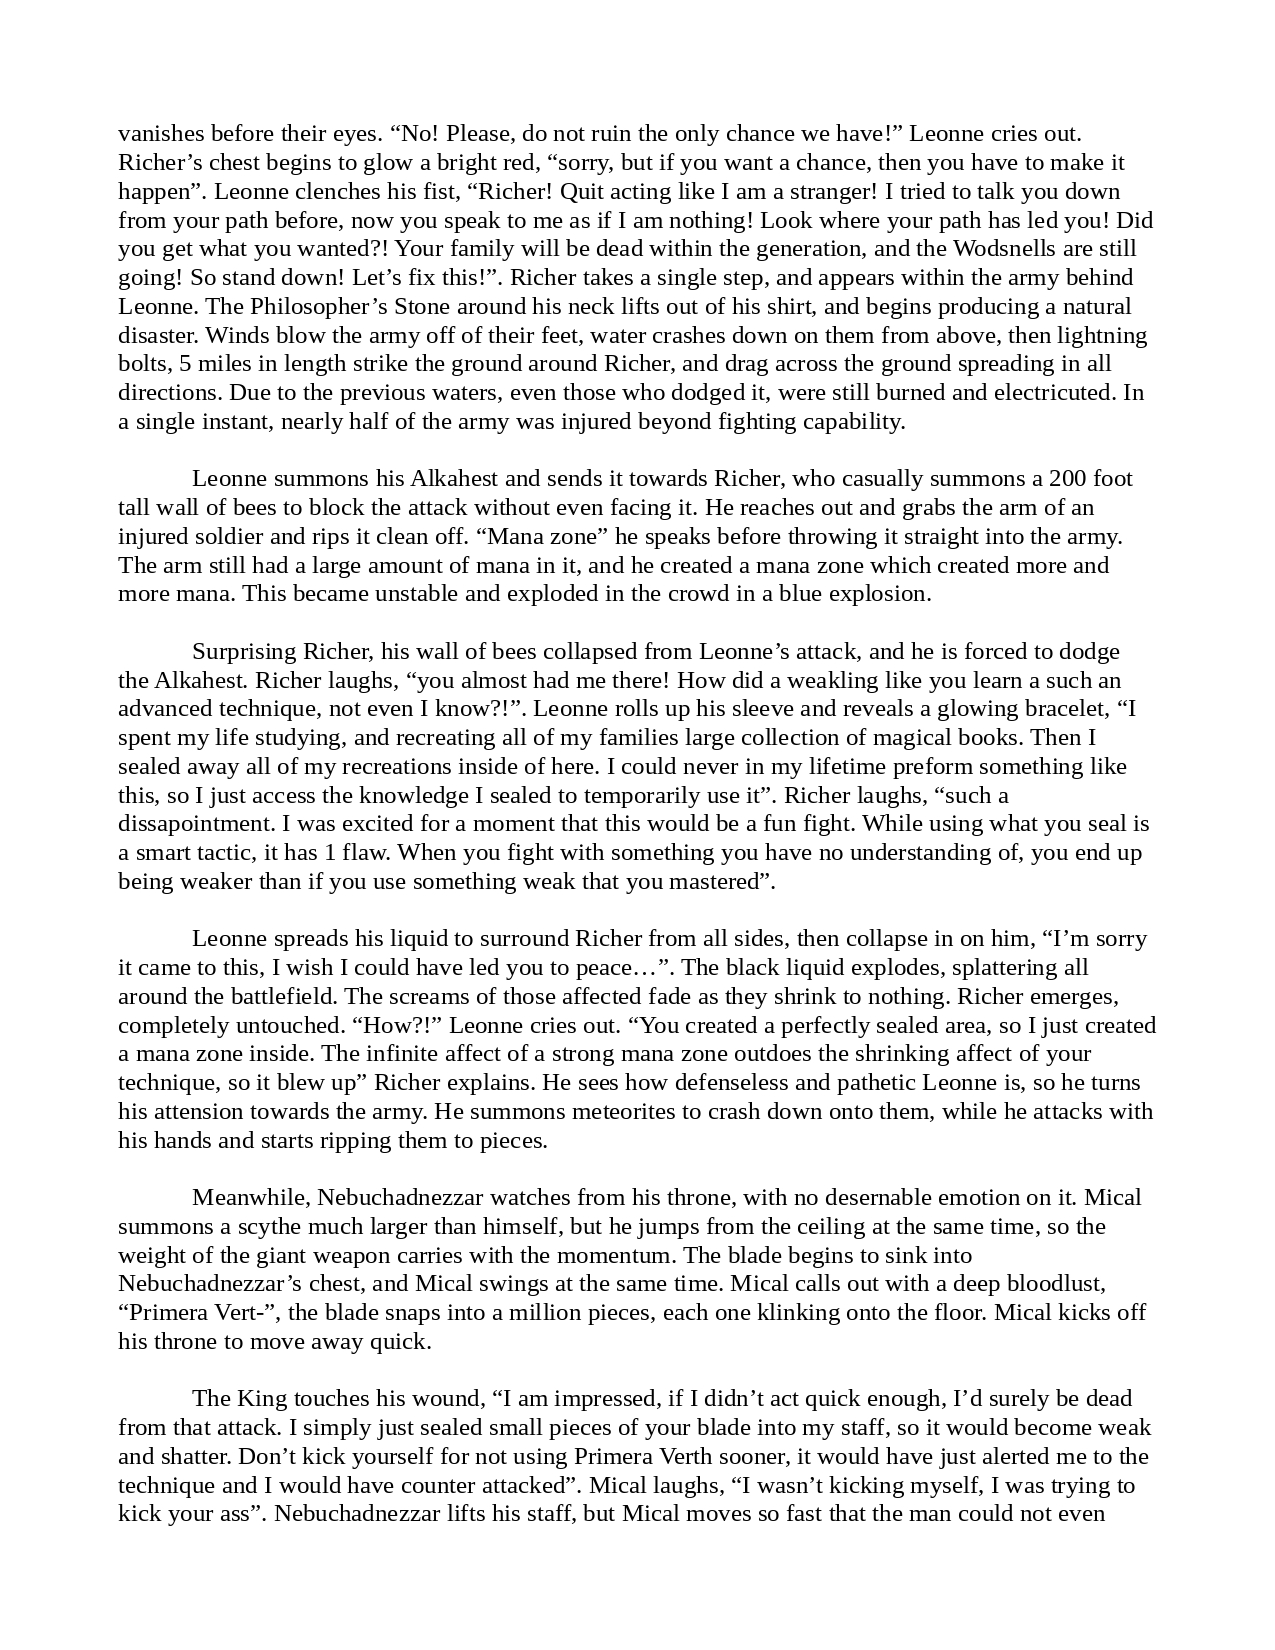 vanishes before their eyes. “No! Please, do not ruin the only chance we have!” Leonne cries out.
Richer’s chest begins to glow a bright red, “sorry, but if you want a chance, then you have to make it
happen”. Leonne clenches his fist, “Richer! Quit acting like I am a stranger! I tried to talk you down
from your path before, now you speak to me as if I am nothing! Look where your path has led you! Did
you get what you wanted?! Your family will be dead within the generation, and the Wodsnells are still
going! So stand down! Let’s fix this!”. Richer takes a single step, and appears within the army behind
Leonne. The Philosopher’s Stone around his neck lifts out of his shirt, and begins producing a natural
disaster. Winds blow the army off of their feet, water crashes down on them from above, then lightning
bolts, 5 miles in length strike the ground around Richer, and drag across the ground spreading in all
directions. Due to the previous waters, even those who dodged it, were still burned and electricuted. In
a single instant, nearly half of the army was injured beyond fighting capability.
Leonne summons his Alkahest and sends it towards Richer, who casually summons a 200 foot
tall wall of bees to block the attack without even facing it. He reaches out and grabs the arm of an
injured soldier and rips it clean off. “Mana zone” he speaks before throwing it straight into the army.
The arm still had a large amount of mana in it, and he created a mana zone which created more and
more mana. This became unstable and exploded in the crowd in a blue explosion.
Surprising Richer, his wall of bees collapsed from Leonne’s attack, and he is forced to dodge
the Alkahest. Richer laughs, “you almost had me there! How did a weakling like you learn a such an
advanced technique, not even I know?!”. Leonne rolls up his sleeve and reveals a glowing bracelet, “I
spent my life studying, and recreating all of my families large collection of magical books. Then I
sealed away all of my recreations inside of here. I could never in my lifetime preform something like
this, so I just access the knowledge I sealed to temporarily use it”. Richer laughs, “such a
dissapointment. I was excited for a moment that this would be a fun fight. While using what you seal is
a smart tactic, it has 1 flaw. When you fight with something you have no understanding of, you end up
being weaker than if you use something weak that you mastered”.
Leonne spreads his liquid to surround Richer from all sides, then collapse in on him, “I’m sorry
it came to this, I wish I could have led you to peace…”. The black liquid explodes, splattering all
around the battlefield. The screams of those affected fade as they shrink to nothing. Richer emerges,
completely untouched. “How?!” Leonne cries out. “You created a perfectly sealed area, so I just created
a mana zone inside. The infinite affect of a strong mana zone outdoes the shrinking affect of your
technique, so it blew up” Richer explains. He sees how defenseless and pathetic Leonne is, so he turns
his attension towards the army. He summons meteorites to crash down onto them, while he attacks with
his hands and starts ripping them to pieces.
Meanwhile, Nebuchadnezzar watches from his throne, with no desernable emotion on it. Mical
summons a scythe much larger than himself, but he jumps from the ceiling at the same time, so the
weight of the giant weapon carries with the momentum. The blade begins to sink into
Nebuchadnezzar’s chest, and Mical swings at the same time. Mical calls out with a deep bloodlust,
“Primera Vert-”, the blade snaps into a million pieces, each one klinking onto the floor. Mical kicks off
his throne to move away quick.
The King touches his wound, “I am impressed, if I didn’t act quick enough, I’d surely be dead
from that attack. I simply just sealed small pieces of your blade into my staff, so it would become weak
and shatter. Don’t kick yourself for not using Primera Verth sooner, it would have just alerted me to the
technique and I would have counter attacked”. Mical laughs, “I wasn’t kicking myself, I was trying to
kick your ass”. Nebuchadnezzar lifts his staff, but Mical moves so fast that the man could not even